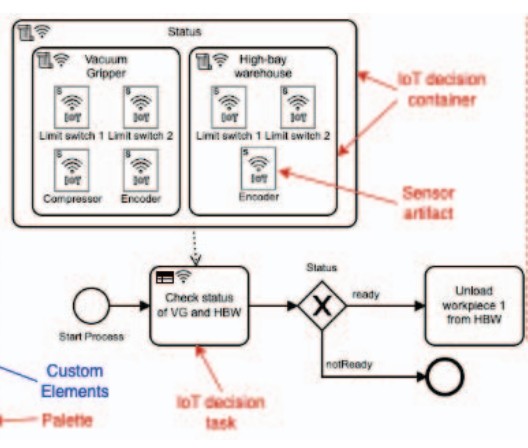 Status
Vacuum
Gripper
High-bay
warehouse
S
S
S
S
IoT
IoT
IoT
IoT
Limit switch 1
Limit switch 2
Limit switch 1
Limit switch 2
S
S
S
IoT
IoT
IoT
Compressor
Encoder
Encoder
IoT decision
container
Sensor
artifact
Start Process
Check status
of VG and HBW
Status
X
ready
notReady
Unload
workpiece 1
from HBW
Custom
Elements
Palette
IoT decision
task